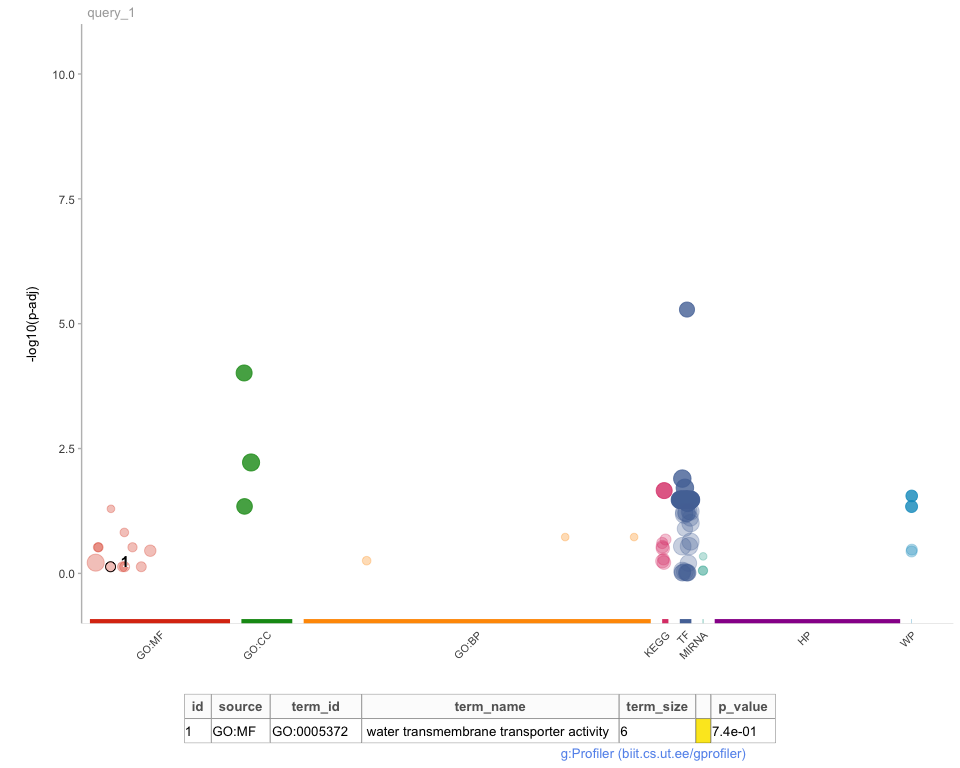 query_1
10.0
7.5
5.0
2.5
0.0
-log10(p-adj)
1
GO:MF
GO:CC
GO:BP
KEGG
TF
MIRNA
HP
WP
id source term_id term_name term_size p_value
1 GO:MF GO:0005372 water transmembrane transporter activity 6 7.4e-01
g:Profiler (biit.cs.ut.ee/gprofiler)